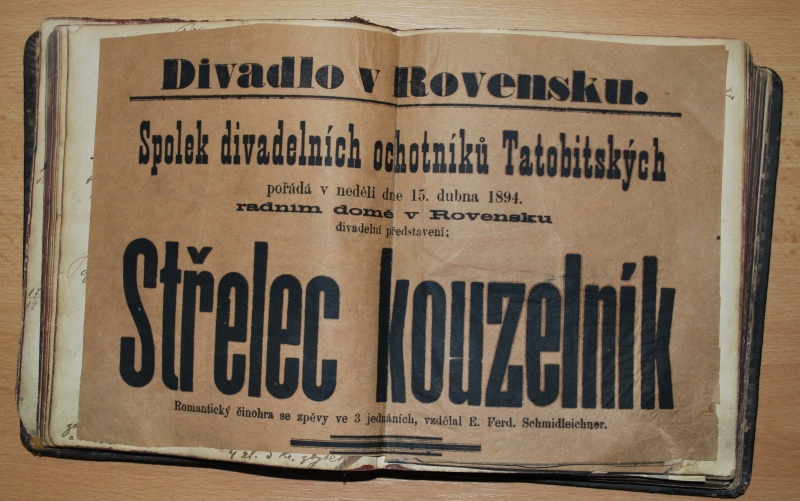 Divadlo v Rovensku.
Spolek divadelních ochotníků Tatobitských
pořádá v neděli dne 15. dubna 1894.
radním domě v Rovensku
divadelní představení:
Střelec kouzelník
Romantický činohra se zpěvy ve 3 jednáních, vzdělal E. Ferd. Schmidleichner.